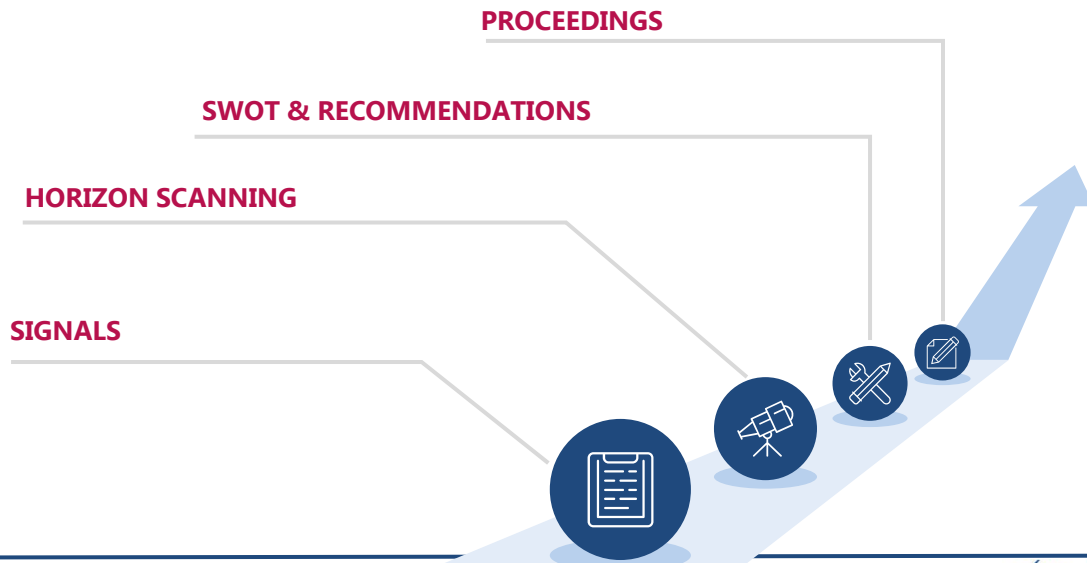 PROCEEDINGS
SWOT & RECOMMENDATIONS
HORIZON SCANNING
SIGNALS